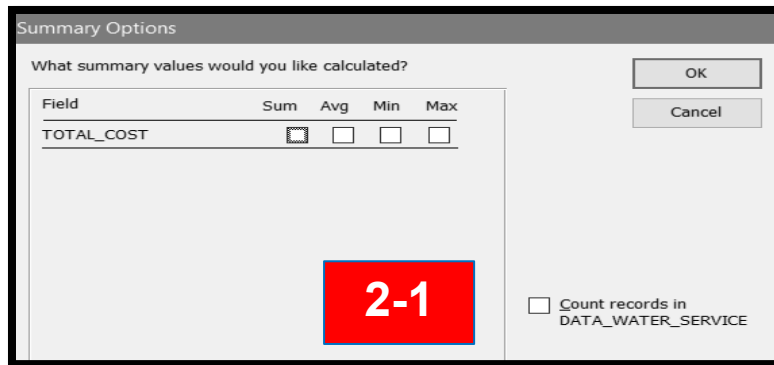 Summary Options
What summary values would you like calculated?
OK
Cancel
Field Sum Avg Min Max
TOTAL_COST
2-1
Count records in
DATA_WATER_SERVICE